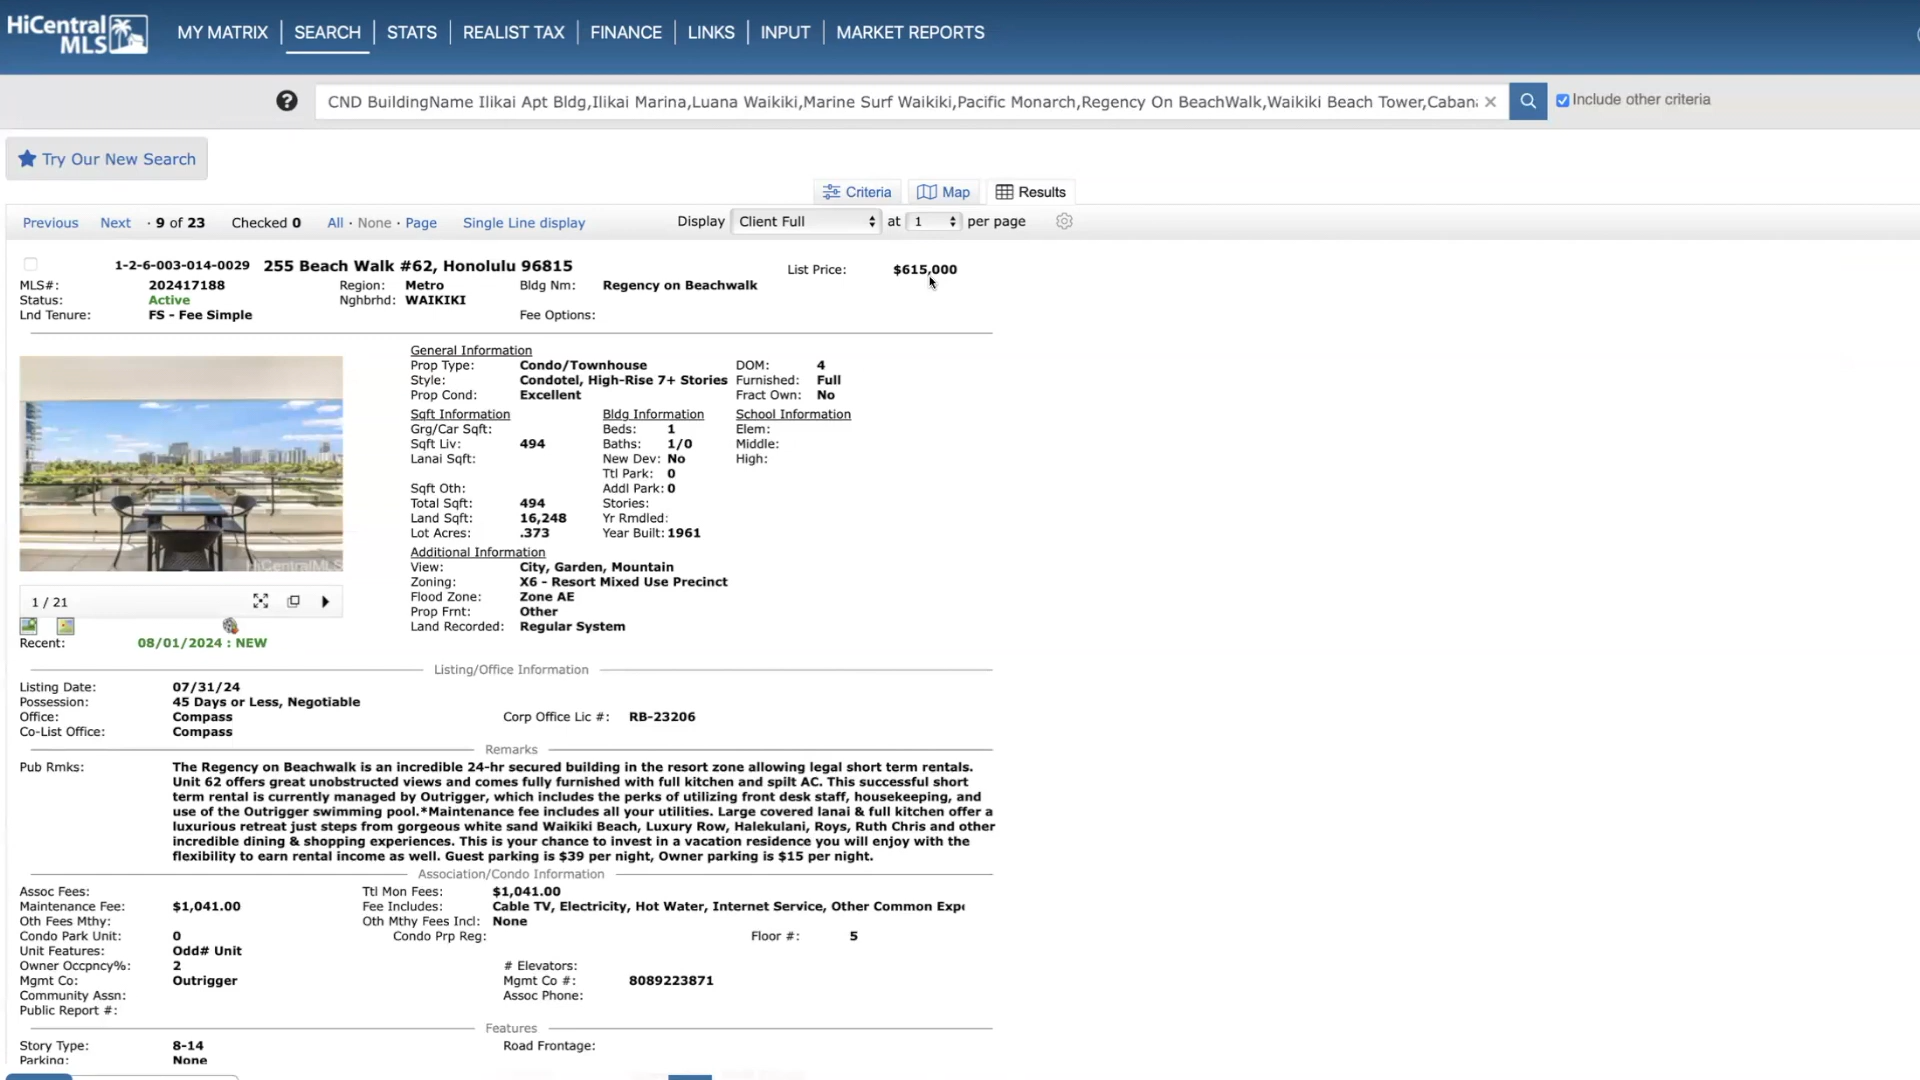 HiCentral MLS
MY MATRIX SEARCH STATS REALIST TAX FINANCE LINKS INPUT MARKET REPORTS
CND BuildingName Ilikai Apt Bldg,Ilikai Marina,Luana Waikiki,Marine Surf Waikiki,Pacific Monarch,Regency On BeachWalk,Waikiki Beach Tower,Cabana Include other criteria
Try Our New Search
Criteria Map Results
Previous Next · 9 of 23 Checked 0 All · None · Page Single Line display Display Client Full at 1 per page
1-2-6-003-014-0029 255 Beach Walk #62, Honolulu 96815 List Price: $615,000
MLS#: 202417188 Region: Metro Bldg Nm: Regency on Beachwalk
Status: Active Nghbrhd: WAIKIKI
Lnd Tenure: FS - Fee Simple Fee Options:
General Information
Prop Type: Condo/Townhouse DOM: 4
Style: Condotel, High-Rise 7+ Stories Furnished: Full
Prop Cond: Excellent Fract Own: No
Sqft Information Bldg Information School Information
Grg/Car Sqft: Beds: 1 Elem:
Sqft Liv: 494 Baths: 1/0 Middle:
Lanai Sqft: New Dev: No High:
Ttl Park: 0
Sqft Oth: Addl Park: 0
Total Sqft: 494 Stories:
Land Sqft: 16,248 Yr Rmdled:
Lot Acres: .373 Year Built: 1961
Additional Information
View: City, Garden, Mountain
Zoning: X6 - Resort Mixed Use Precinct
Flood Zone: Zone AE
Prop Frnt: Other
Land Recorded: Regular System
HiCentralMLS
1 / 21
Recent: 08/01/2024 : NEW
Listing/Office Information
Listing Date: 07/31/24
Possession: 45 Days or Less, Negotiable
Office: Compass Corp Office Lic #: RB-23206
Co-List Office: Compass
Remarks
Pub Rmks: The Regency on Beachwalk is an incredible 24-hr secured building in the resort zone allowing legal short term rentals.
Unit 62 offers great unobstructed views and comes fully furnished with full kitchen and spilt AC. This successful short
term rental is currently managed by Outrigger, which includes the perks of utilizing front desk staff, housekeeping, and
use of the Outrigger swimming pool.*Maintenance fee includes all your utilities. Large covered lanai & full kitchen offer a
luxurious retreat just steps from gorgeous white sand Waikiki Beach, Luxury Row, Halekulani, Roys, Ruth Chris and other
incredible dining & shopping experiences. This is your chance to invest in a vacation residence you will enjoy with the
flexibility to earn rental income as well. Guest parking is $39 per night, Owner parking is $15 per night.
Association/Condo Information
Assoc Fees: Ttl Mon Fees: $1,041.00
Maintenance Fee: $1,041.00 Fee Includes: Cable TV, Electricity, Hot Water, Internet Service, Other Common Expe
Oth Fees Mthy: Oth Mthy Fees Incl: None
Condo Park Unit: 0 Condo Prp Reg: Floor #: 5
Unit Features: Odd# Unit
Owner Occpncy%: 2 # Elevators:
Mgmt Co: Outrigger Mgmt Co #: 8089223871
Community Assn: Assoc Phone:
Public Report #:
Features
Story Type: 8-14 Road Frontage:
Parking: None